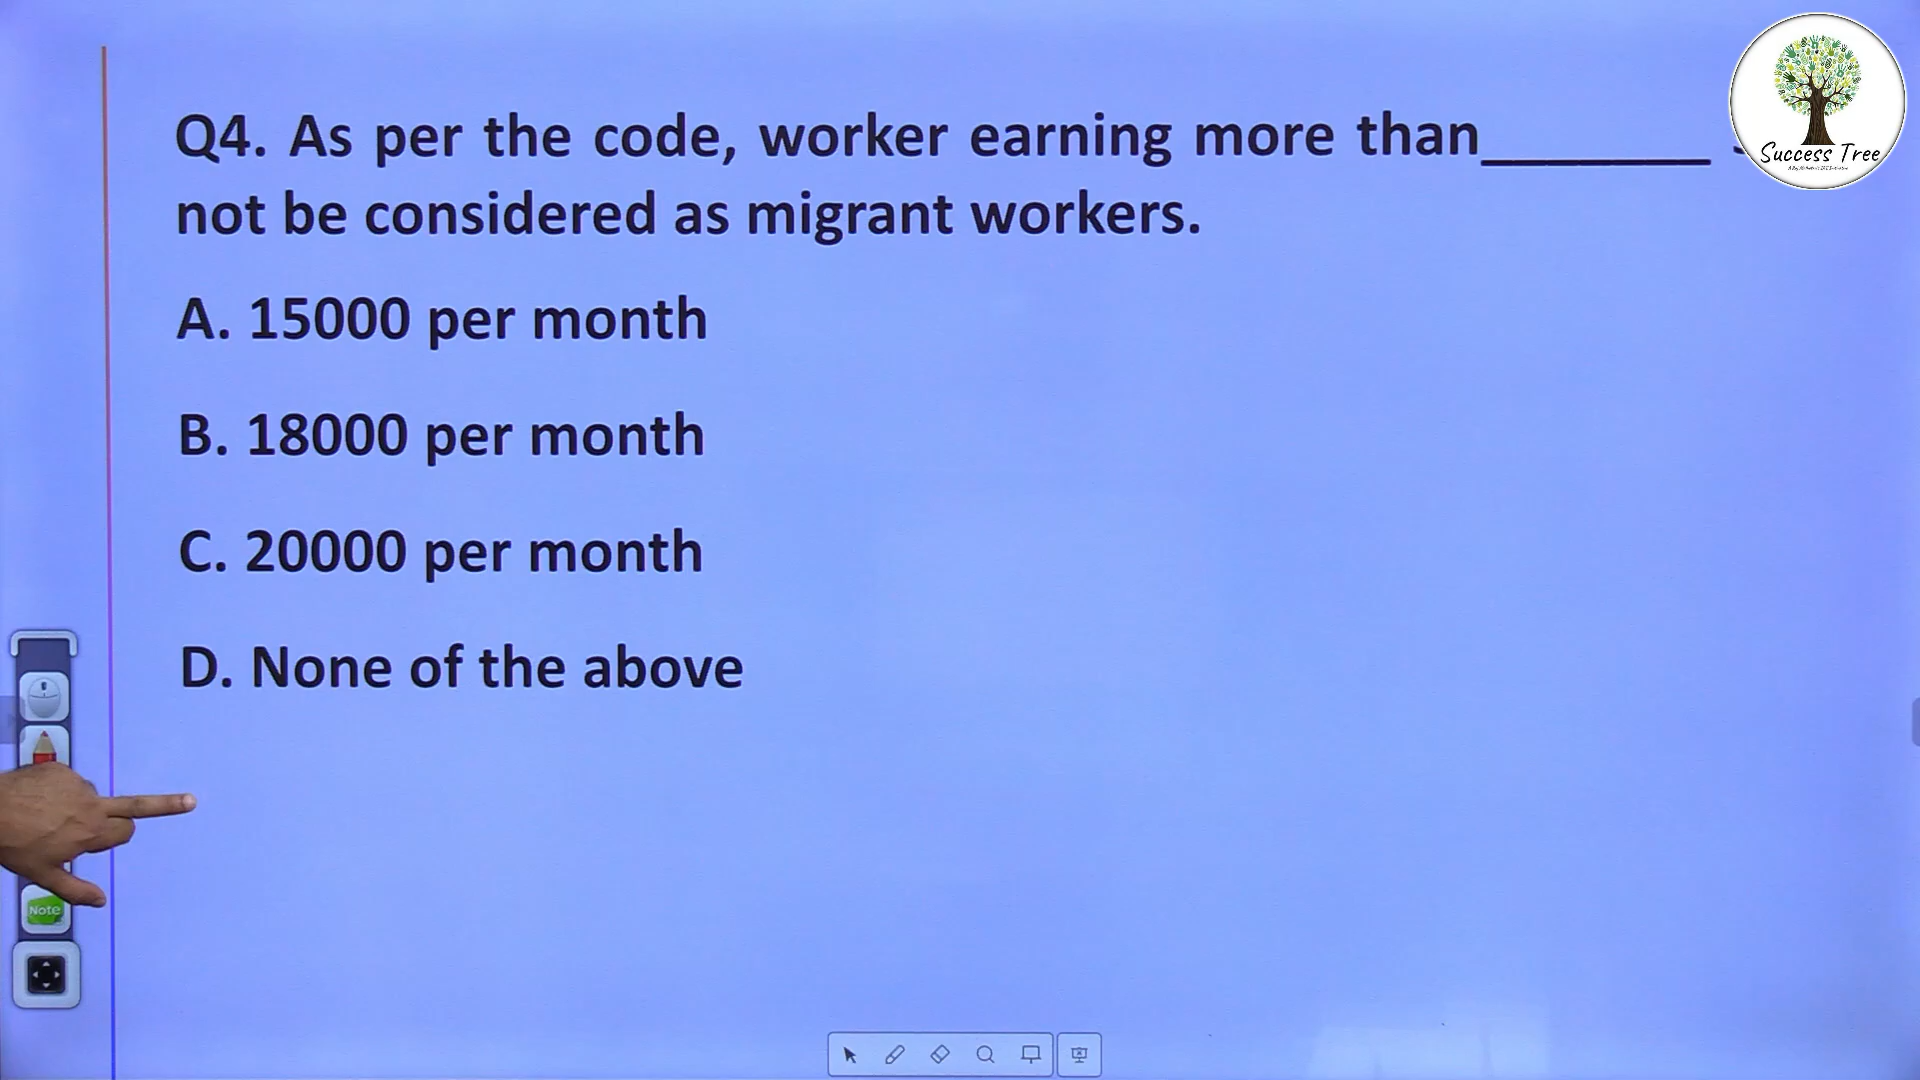 Q4. As per the code, worker earning more than________
not be considered as migrant workers.
A. 15000 per month
B. 18000 per month
C. 20000 per month
D. None of the above
Success Tree
Note